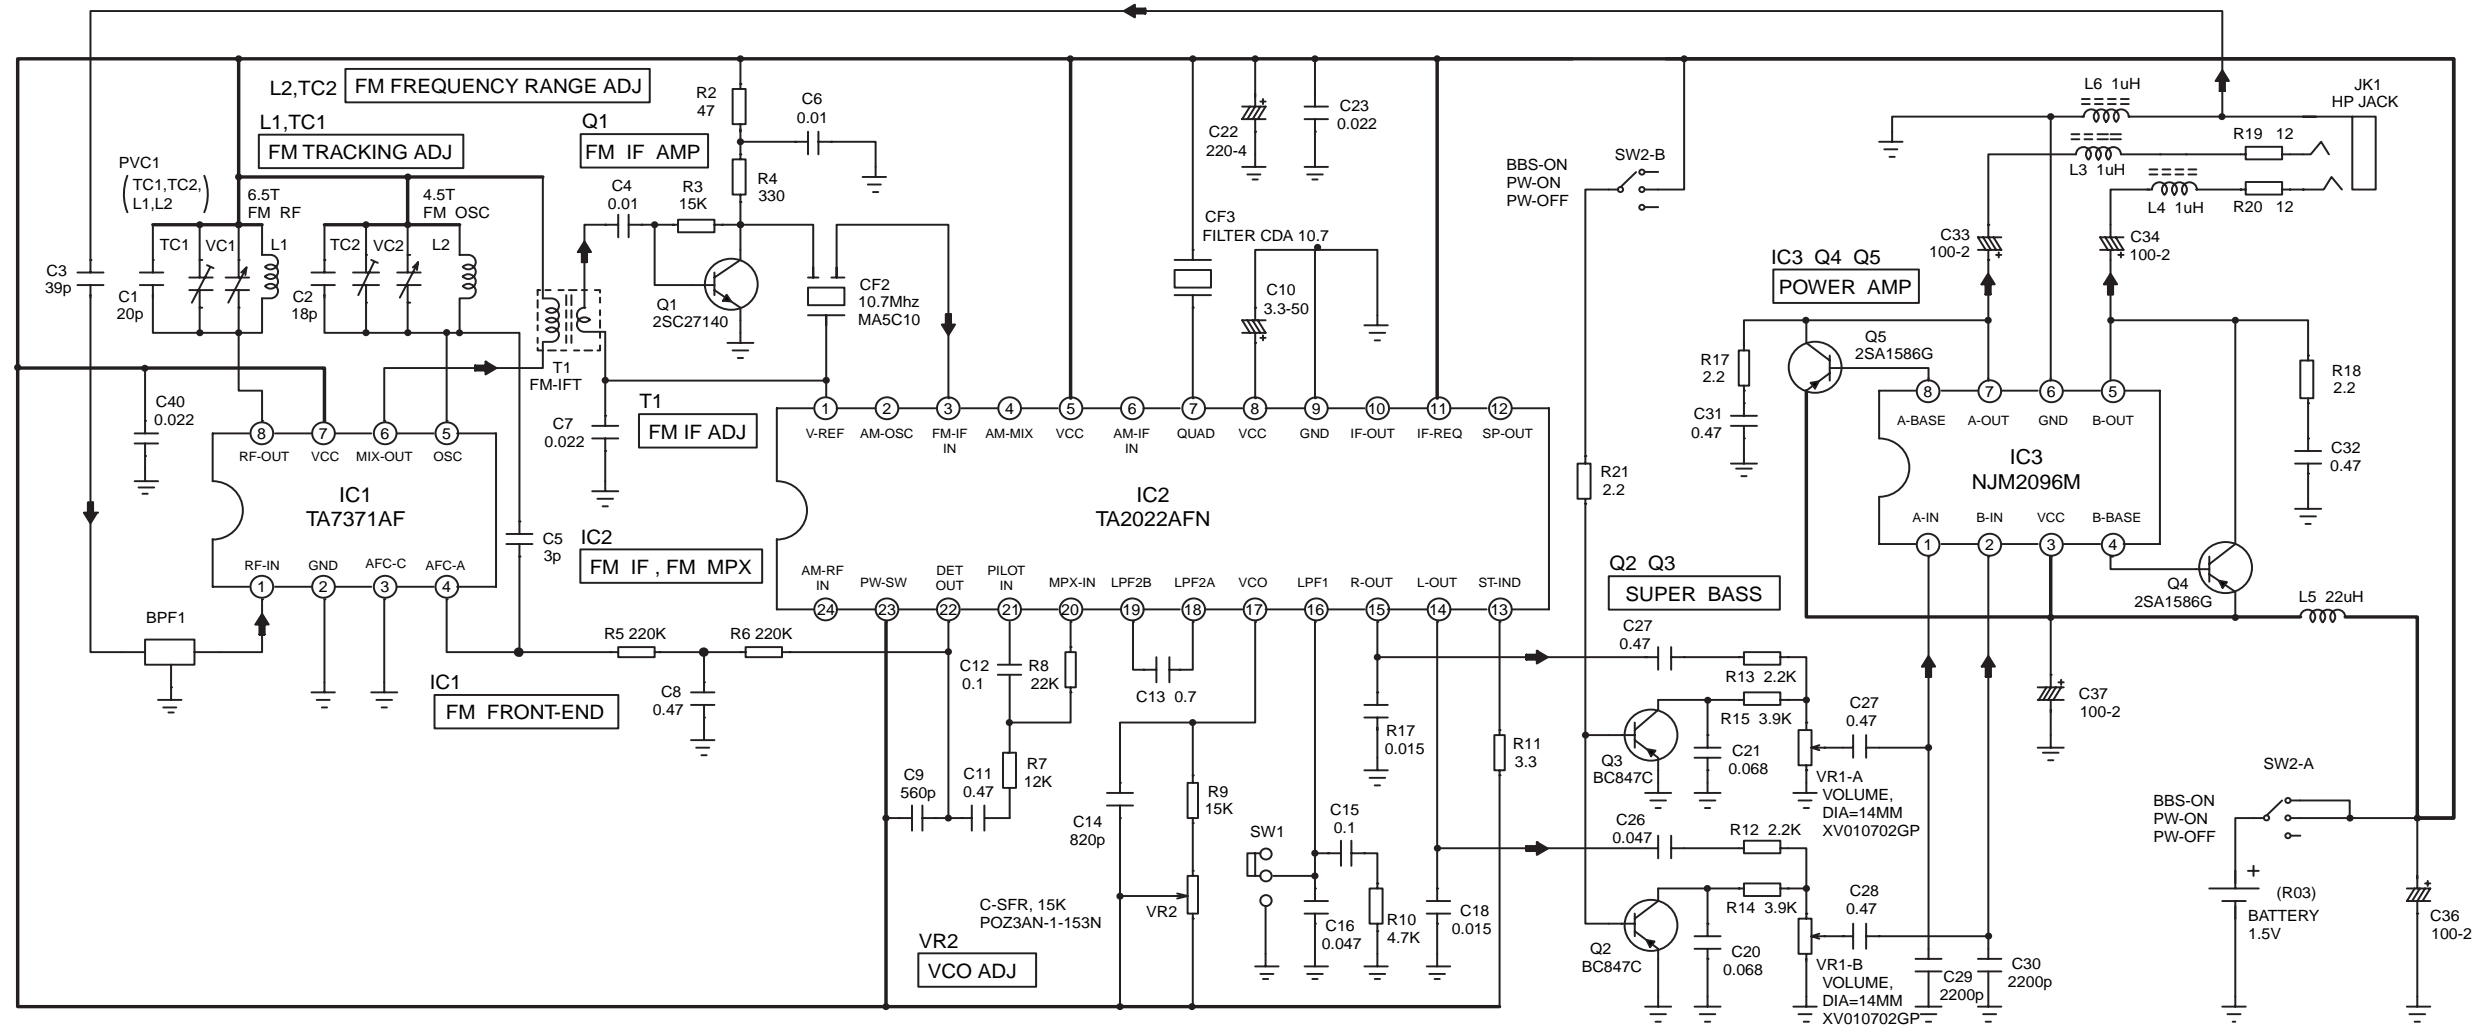 L2,TC2
FM FREQUENCY RANGE ADJ
L1,TC1
FM TRACKING ADJ
PVC1
TC1,TC2,
L1,L2
6.5T
FM RF
4.5T
FM OSC
TC1
VC1
L1
TC2
VC2
L2
C3
39p
C1
20p
C2
18p
Q1
FM IF AMP
R2
47
C6
0.01
C4
0.01
R3
15K
R4
330
Q1
2SC27140
CF2
10.7Mhz
MA5C10
T1
FM-IFT
C7
0.022
T1
FM IF ADJ
C40
0.022
8
7
6
5
RF-OUT
VCC
MIX-OUT
OSC
IC1
TA7371AF
RF-IN
GND
AFC-C
AFC-A
1
2
3
4
BPF1
C5
3p
IC2
FM IF , FM MPX
R5 220K
R6 220K
C8
0.47
IC1
FM FRONT-END
C22
220-4
C23
0.022
CF3
FILTER CDA 10.7
C10
3.3-50
1
2
3
4
5
6
7
8
9
10
11
12
V-REF
AM-OSC
FM-IF
IN
AM-MIX
VCC
AM-IF
IN
QUAD
VCC
GND
IF-OUT
IF-REQ
SP-OUT
IC2
TA2022AFN
AM-RF
IN
PW-SW
DET
OUT
PILOT
IN
MPX-IN
LPF2B
LPF2A
VCO
LPF1
R-OUT
L-OUT
ST-IND
24
23
22
21
20
19
18
17
16
15
14
13
C12
0.1
R8
22K
C13 0.7
R7
12K
C9
560p
C11
0.47
C14
820p
R9
15K
VR2
C-SFR, 15K
POZ3AN-1-153N
VR2
VCO ADJ
SW1
C15
0.1
C16
0.047
R10
4.7K
R17
0.015
C18
0.015
R11
3.3
BBS-ON
PW-ON
PW-OFF
SW2-B
R21
2.2
Q2 Q3
SUPER BASS
C27
0.47
R13 2.2K
R15 3.9K
C21
0.068
Q3
BC847C
C27
0.47
VR1-A
VOLUME,
DIA=14MM
XV010702GP
C26
0.047
R12 2.2K
R14 3.9K
C20
0.068
Q2
BC847C
C28
0.47
VR1-B
VOLUME,
DIA=14MM
XV010702GP
C29
2200p
C30
2200p
L6 1uH
JK1
HP JACK
R19 12
L3 1uH
L4 1uH
R20 12
C33
100-2
C34
100-2
IC3 Q4 Q5
POWER AMP
Q5
2SA1586G
R17
2.2
C31
0.47
R18
2.2
C32
0.47
8
7
6
5
A-BASE
A-OUT
GND
B-OUT
IC3
NJM2096M
A-IN
B-IN
VCC
B-BASE
1
2
3
4
Q4
2SA1586G
L5 22uH
C37
100-2
SW2-A
BBS-ON
PW-ON
PW-OFF
(R03)
BATTERY
1.5V
C36
100-2